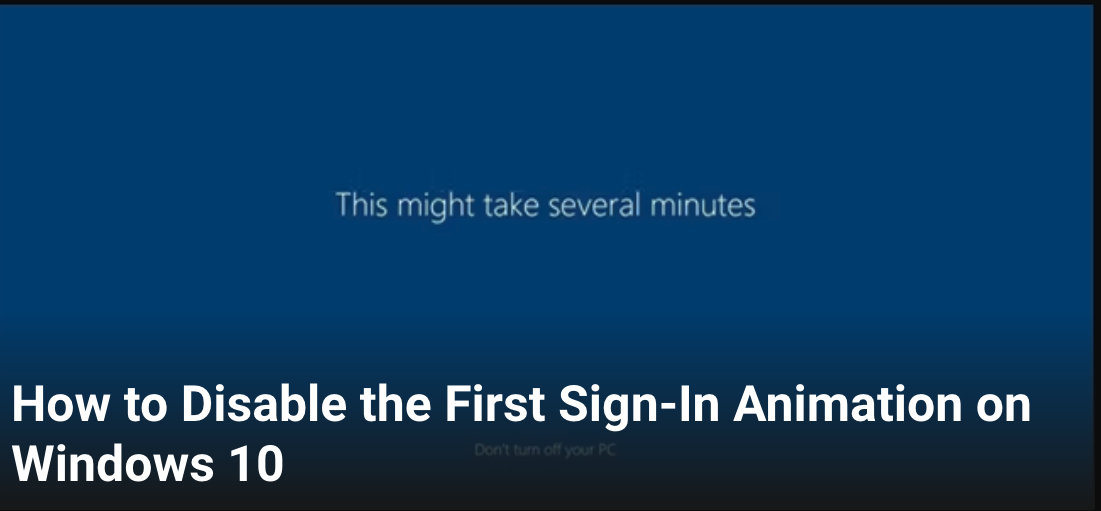 This might take several minutes
How to Disable the First Sign-In Animation on
Don't turn off your PC
Windows 10